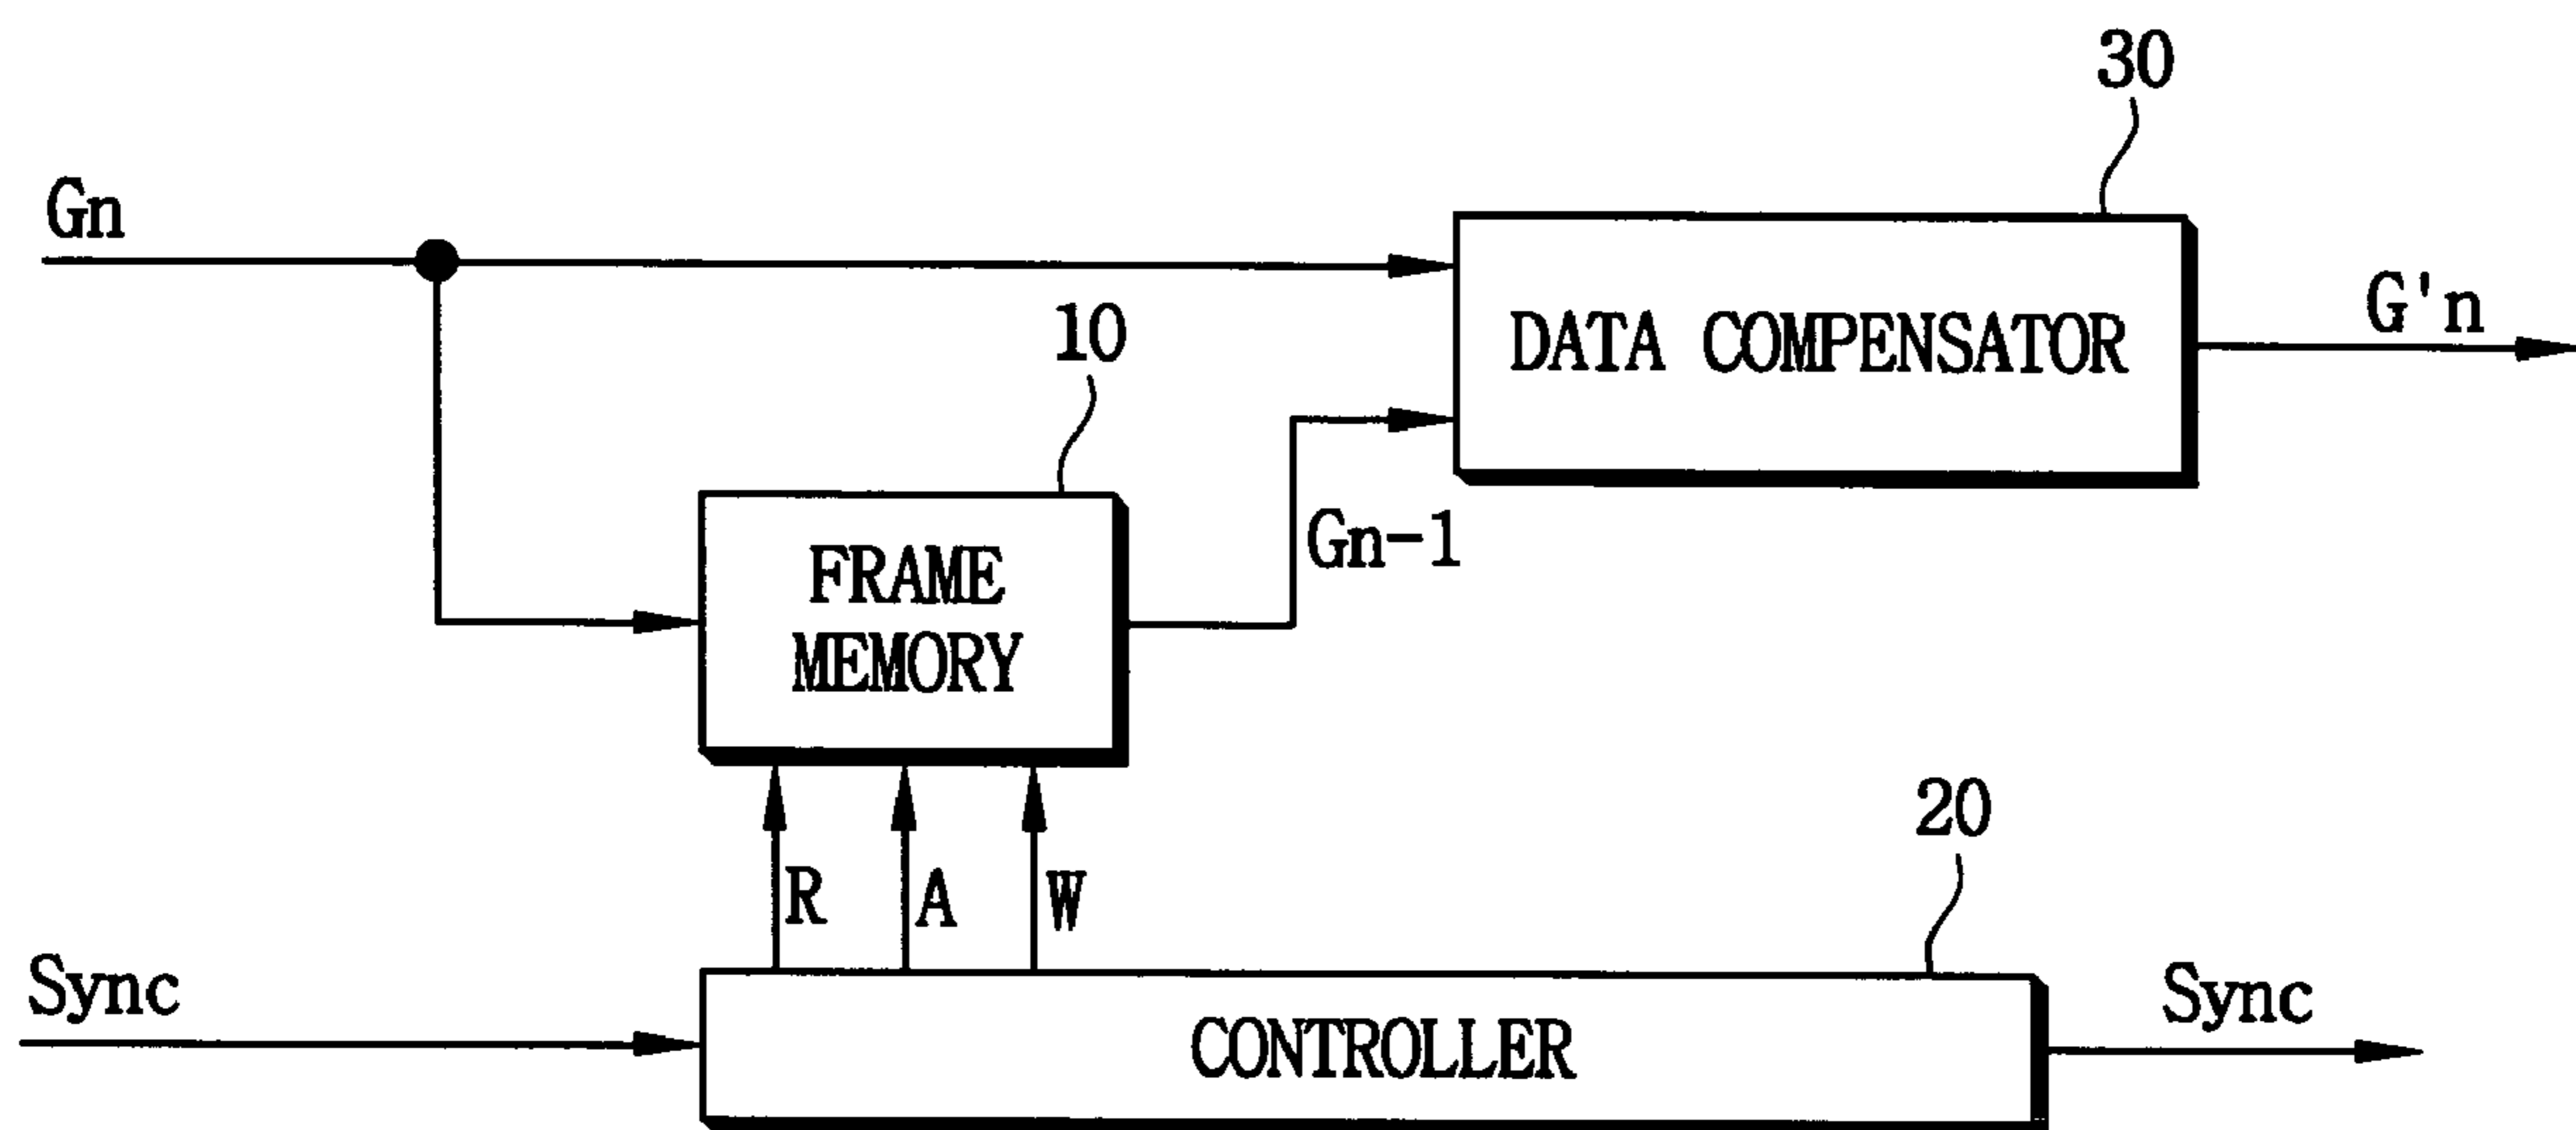 30
Gn
10
DATA COMPENSATOR
G'n
FRAME
MEMORY
Gn-1
20
R
A
W
Sync
CONTROLLER
Sync